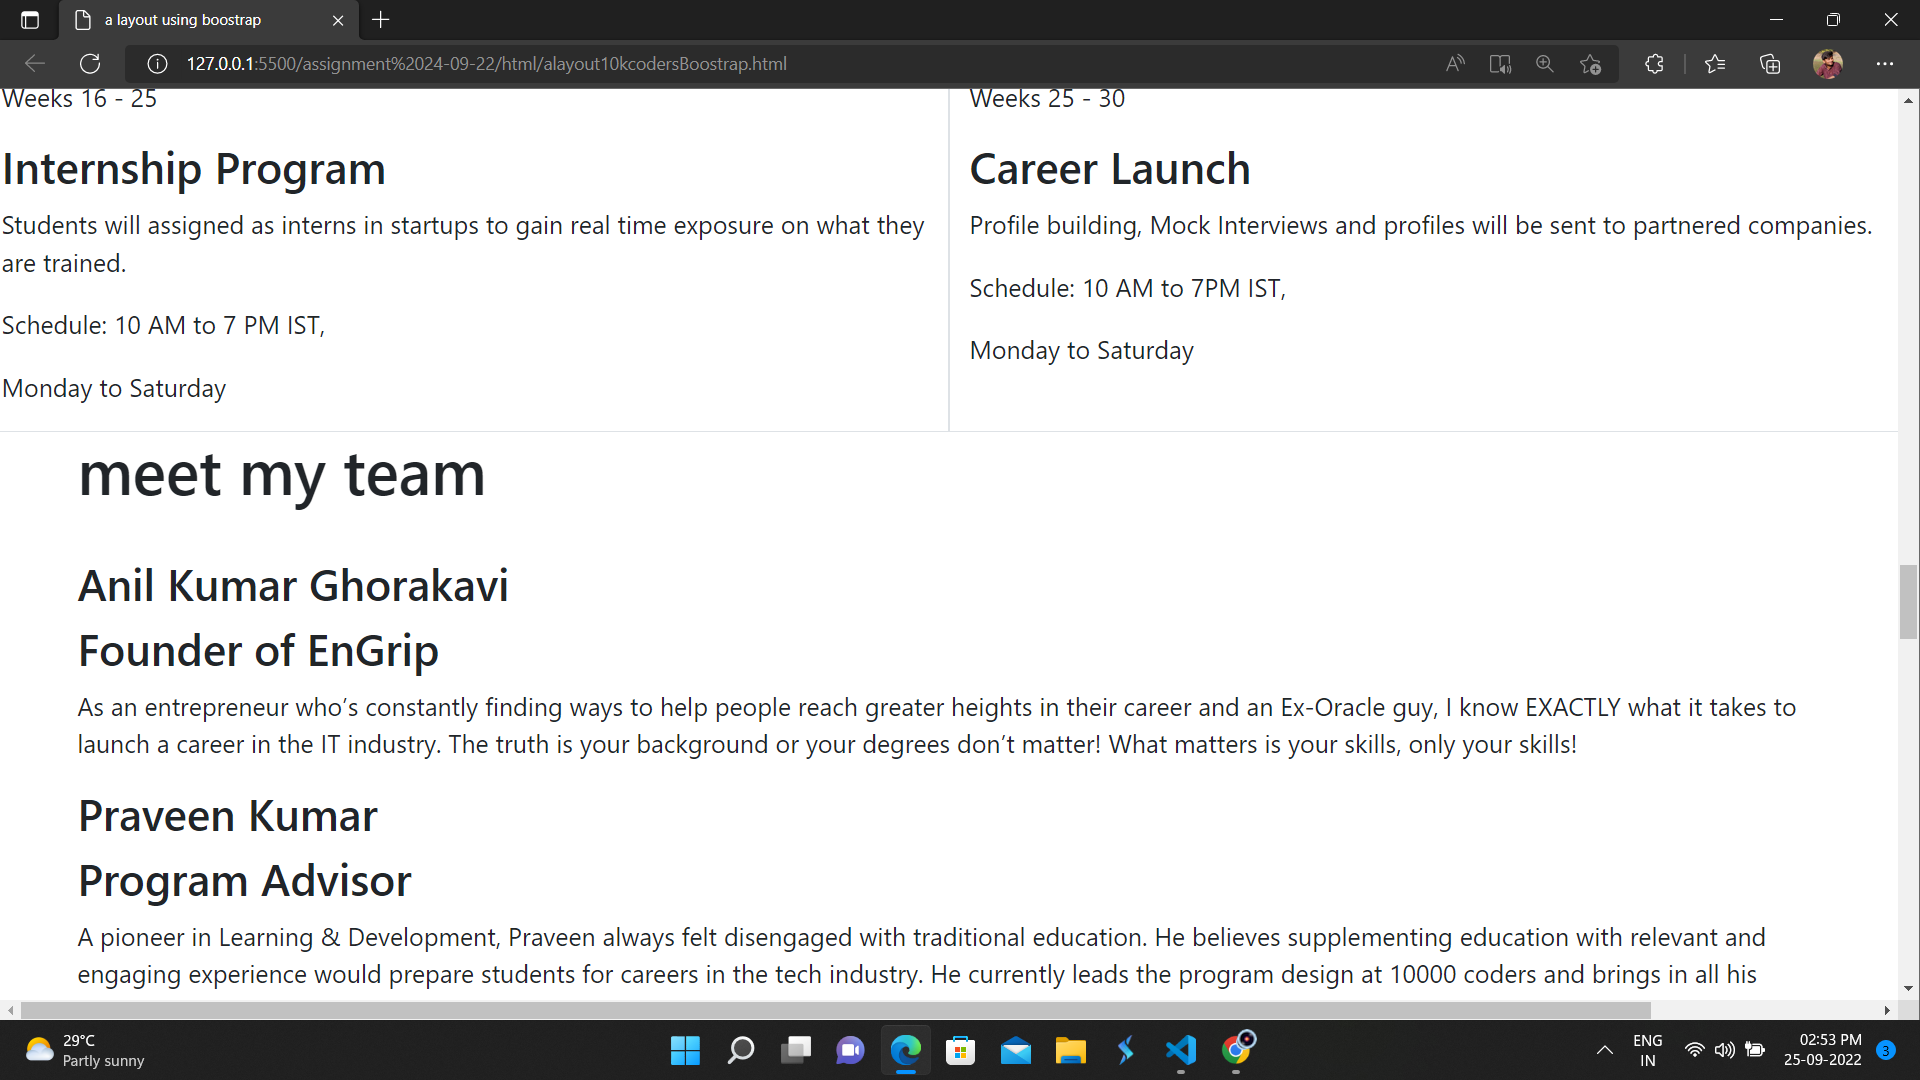 a layout using boostrap
127.0.0.1:5500/assignment%2024-09-22/html/alayout10kcodersBoostrap.html
Weeks 16 - 25
Internship Program
Students will assigned as interns in startups to gain real time exposure on what they
are trained.
Schedule: 10 AM to 7 PM IST,
Monday to Saturday
Weeks 25 - 30
Career Launch
Profile building, Mock Interviews and profiles will be sent to partnered companies.
Schedule: 10 AM to 7PM IST,
Monday to Saturday
meet my team
Anil Kumar Ghorakavi
Founder of EnGrip
As an entrepreneur who’s constantly finding ways to help people reach greater heights in their career and an Ex-Oracle guy, I know EXACTLY what it takes to
launch a career in the IT industry. The truth is your background or your degrees don’t matter! What matters is your skills, only your skills!
Praveen Kumar
Program Advisor
A pioneer in Learning & Development, Praveen always felt disengaged with traditional education. He believes supplementing education with relevant and
engaging experience would prepare students for careers in the tech industry. He currently leads the program design at 10000 coders and brings in all his
29°C
Partly sunny
ENG
IN
02:53 PM
25-09-2022
3